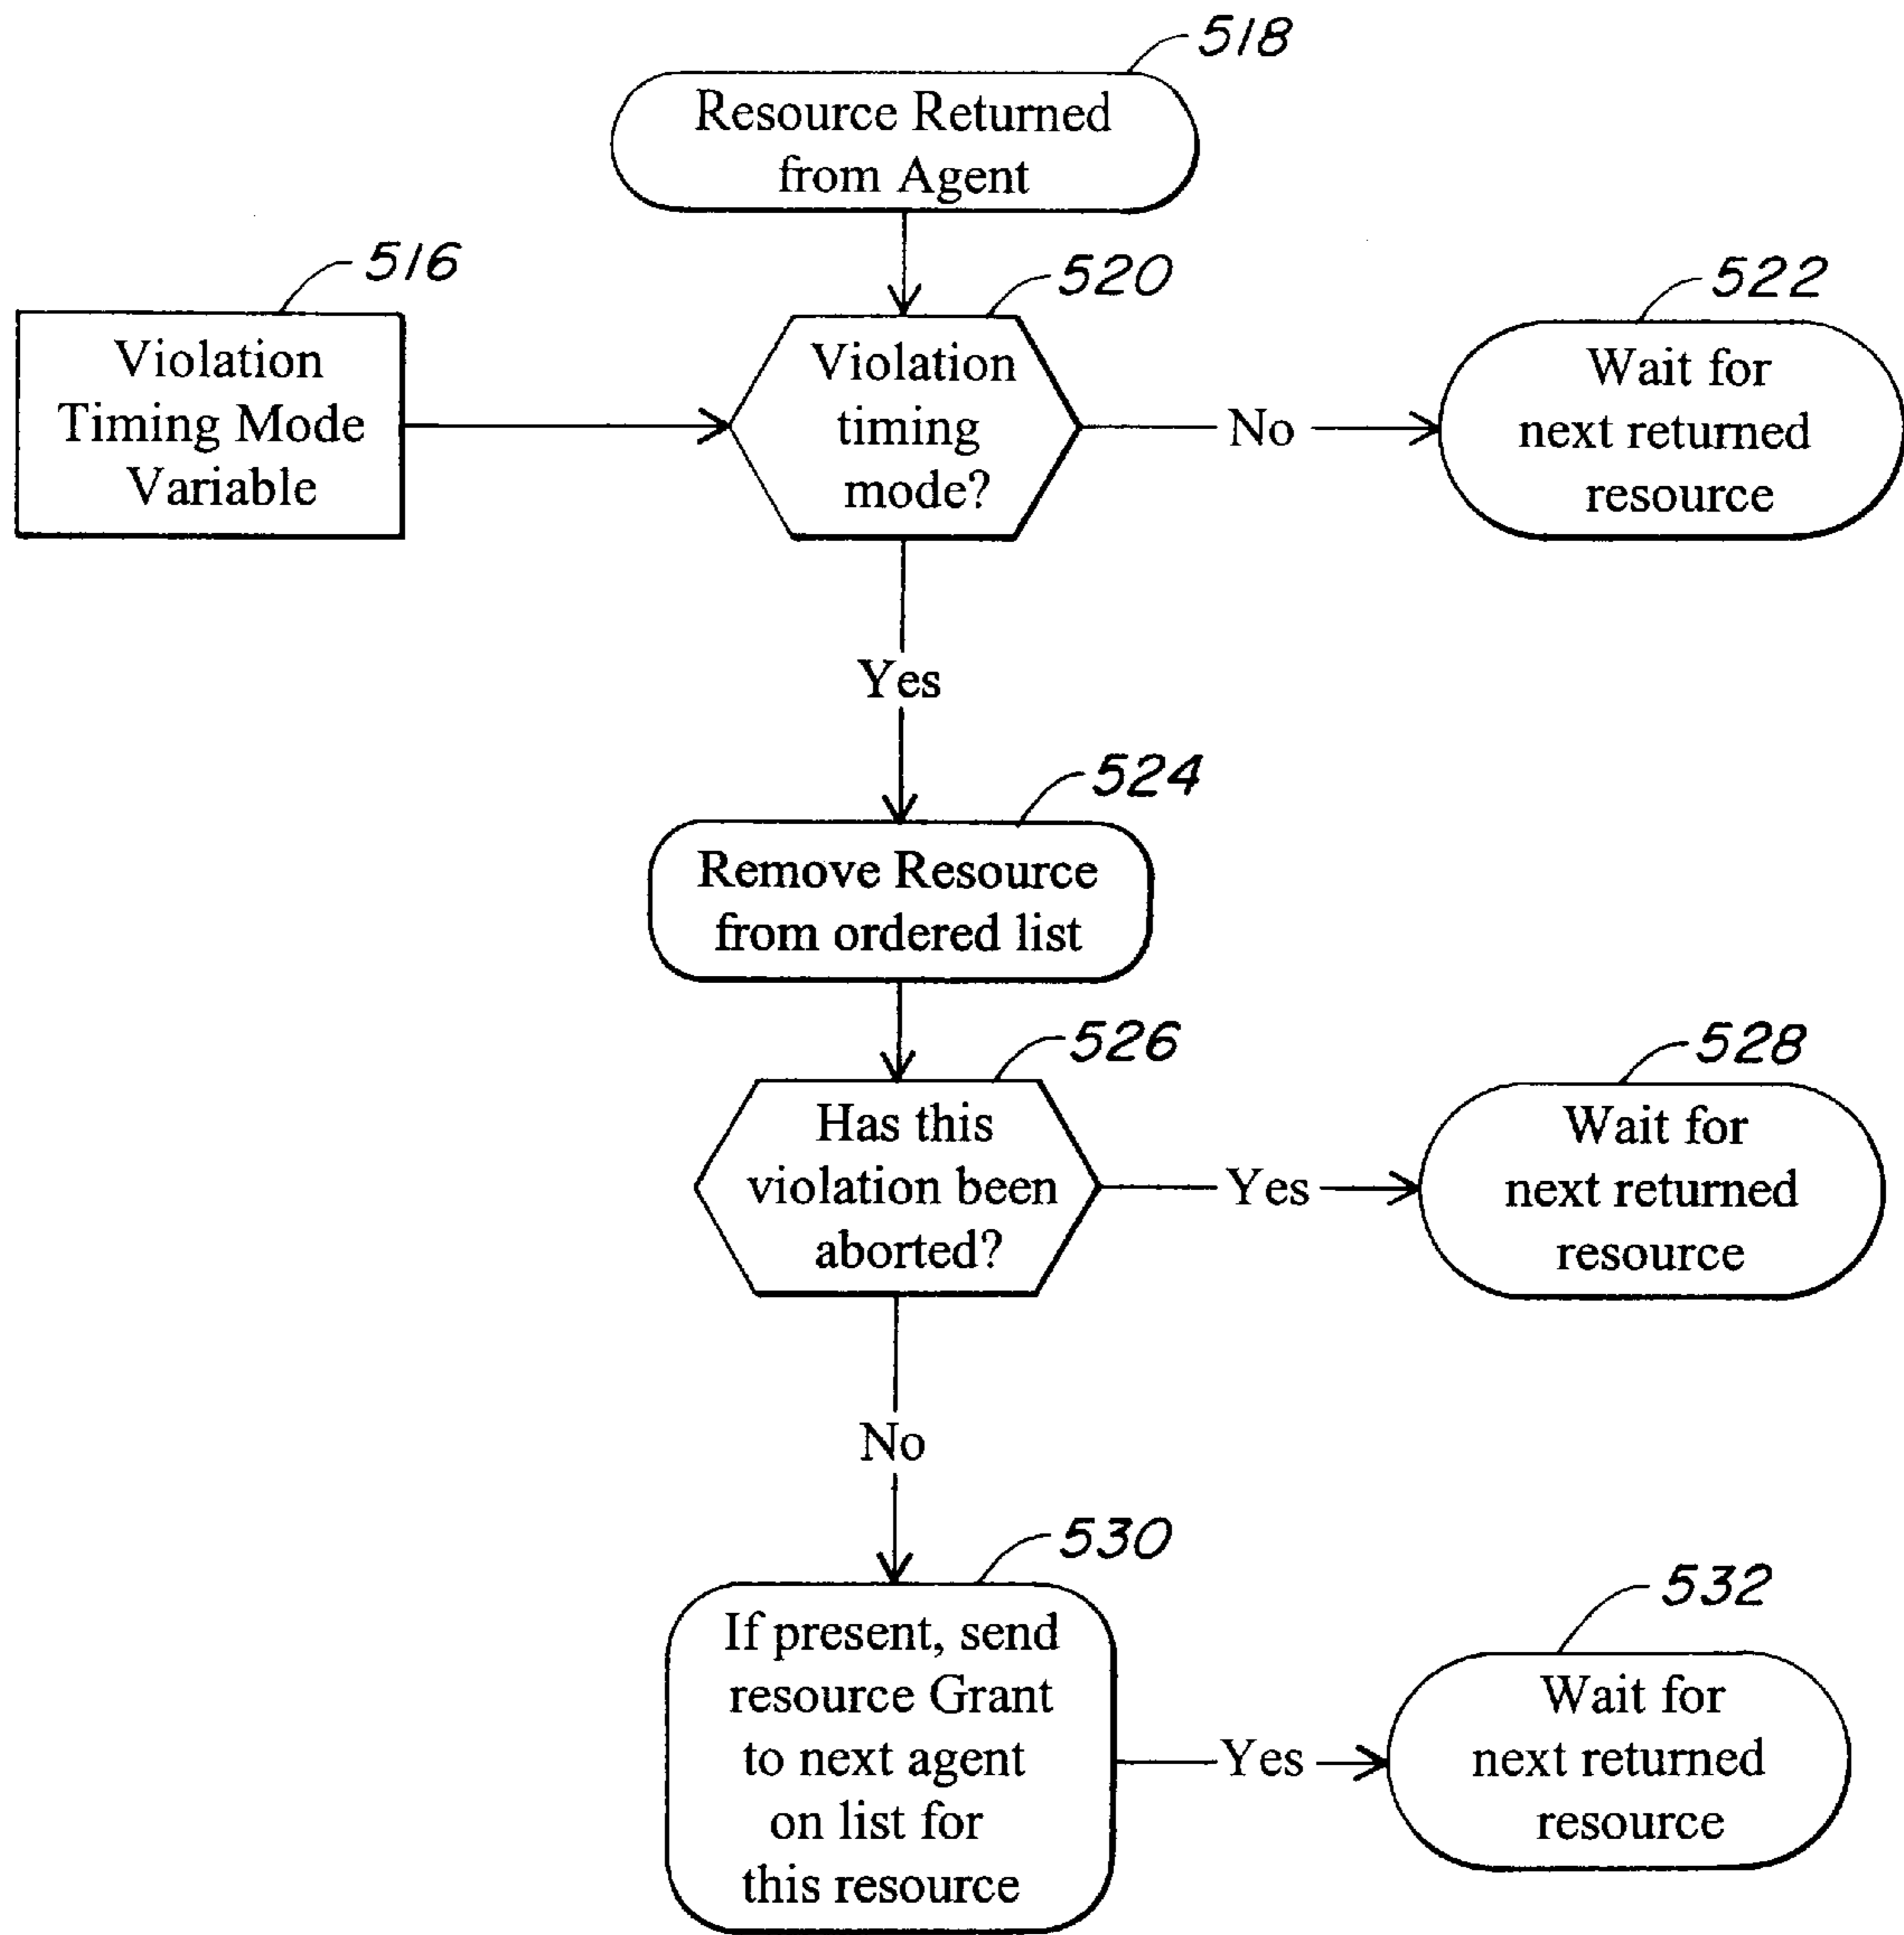 518
Resource Returned
from Agent
516
Violation
Timing Mode
Variable
520
Violation
timing
mode?
No
522
Wait for
next returned
resource
Yes
524
Remove Resource
from ordered list
526
Has this
violation been
aborted?
Yes
528
Wait for
next returned
resource
No
530
If present, send
resource Grant
to next agent
on list for
this resource
Yes
532
Wait for
next returned
resource